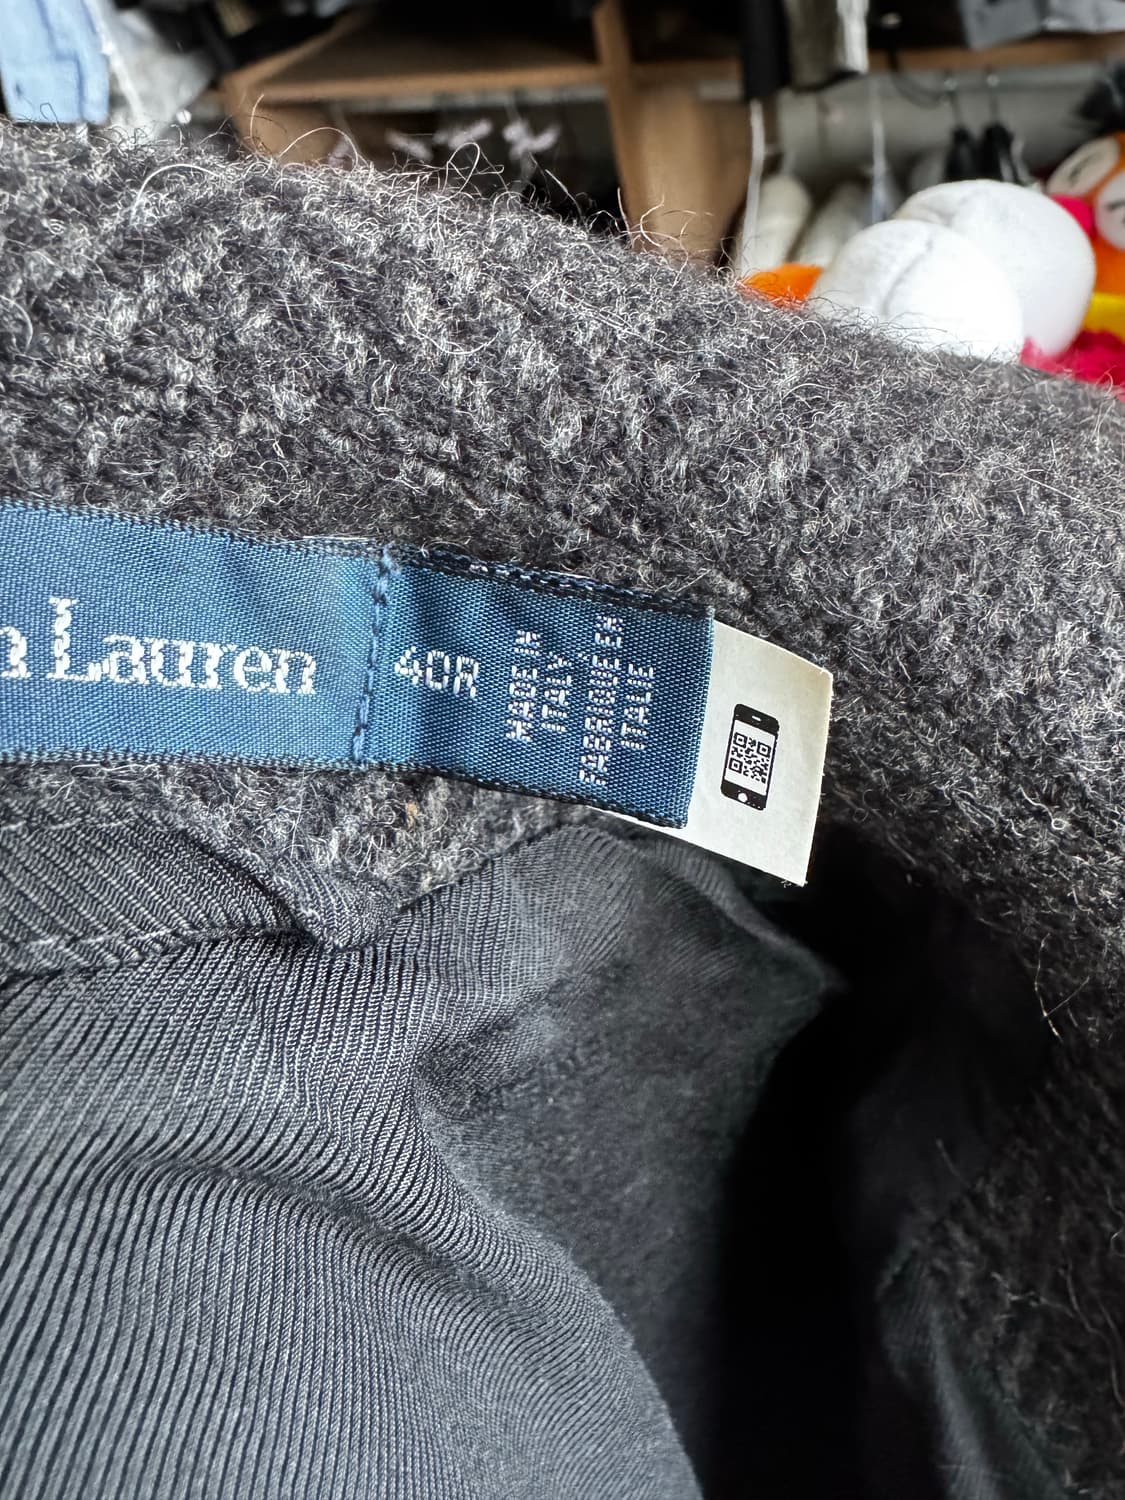 n Lauren
40R
MADE IN
ITALY
FABRIQUÉ EN
ITALIE